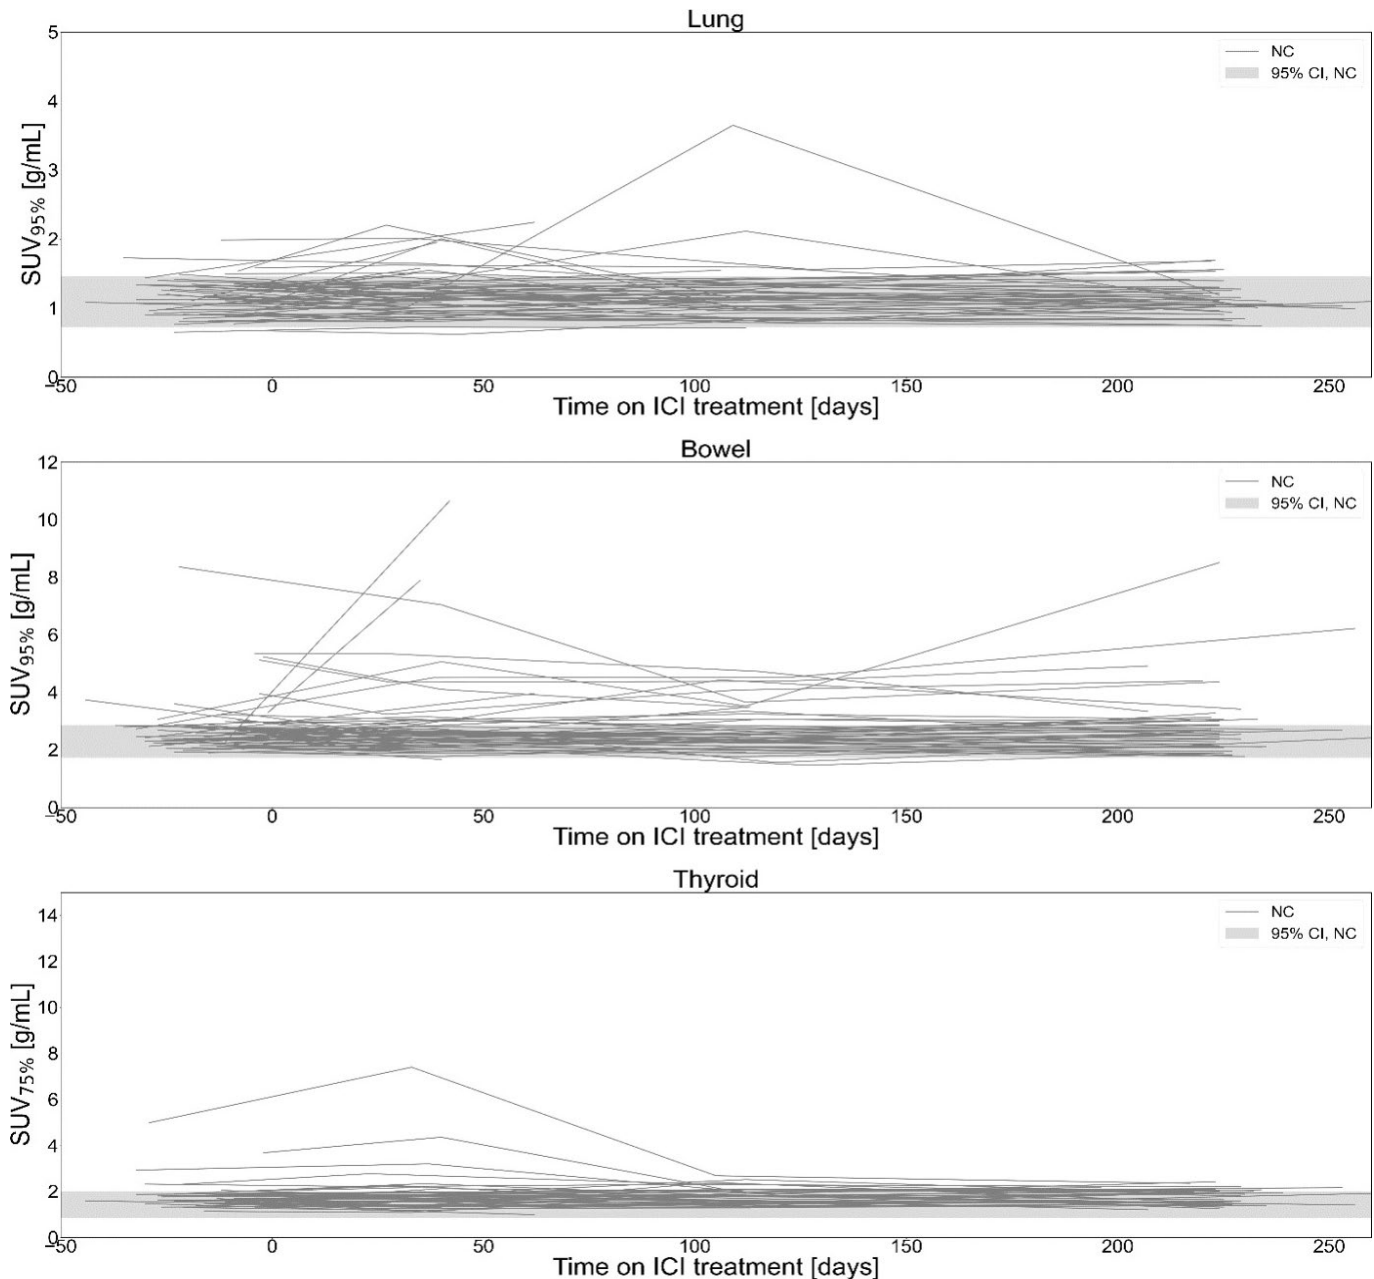 Lung
SUV95% [g/mL]
5
4
3
2
1
0
−50 0 50 100 150 200 250
Time on ICI treatment [days]
NC
95% CI, NC
Bowel
SUV95% [g/mL]
12
10
8
6
4
2
0
−50 0 50 100 150 200 250
Time on ICI treatment [days]
NC
95% CI, NC
Thyroid
SUV75% [g/mL]
14
12
10
8
6
4
2
0
−50 0 50 100 150 200 250
Time on ICI treatment [days]
NC
95% CI, NC